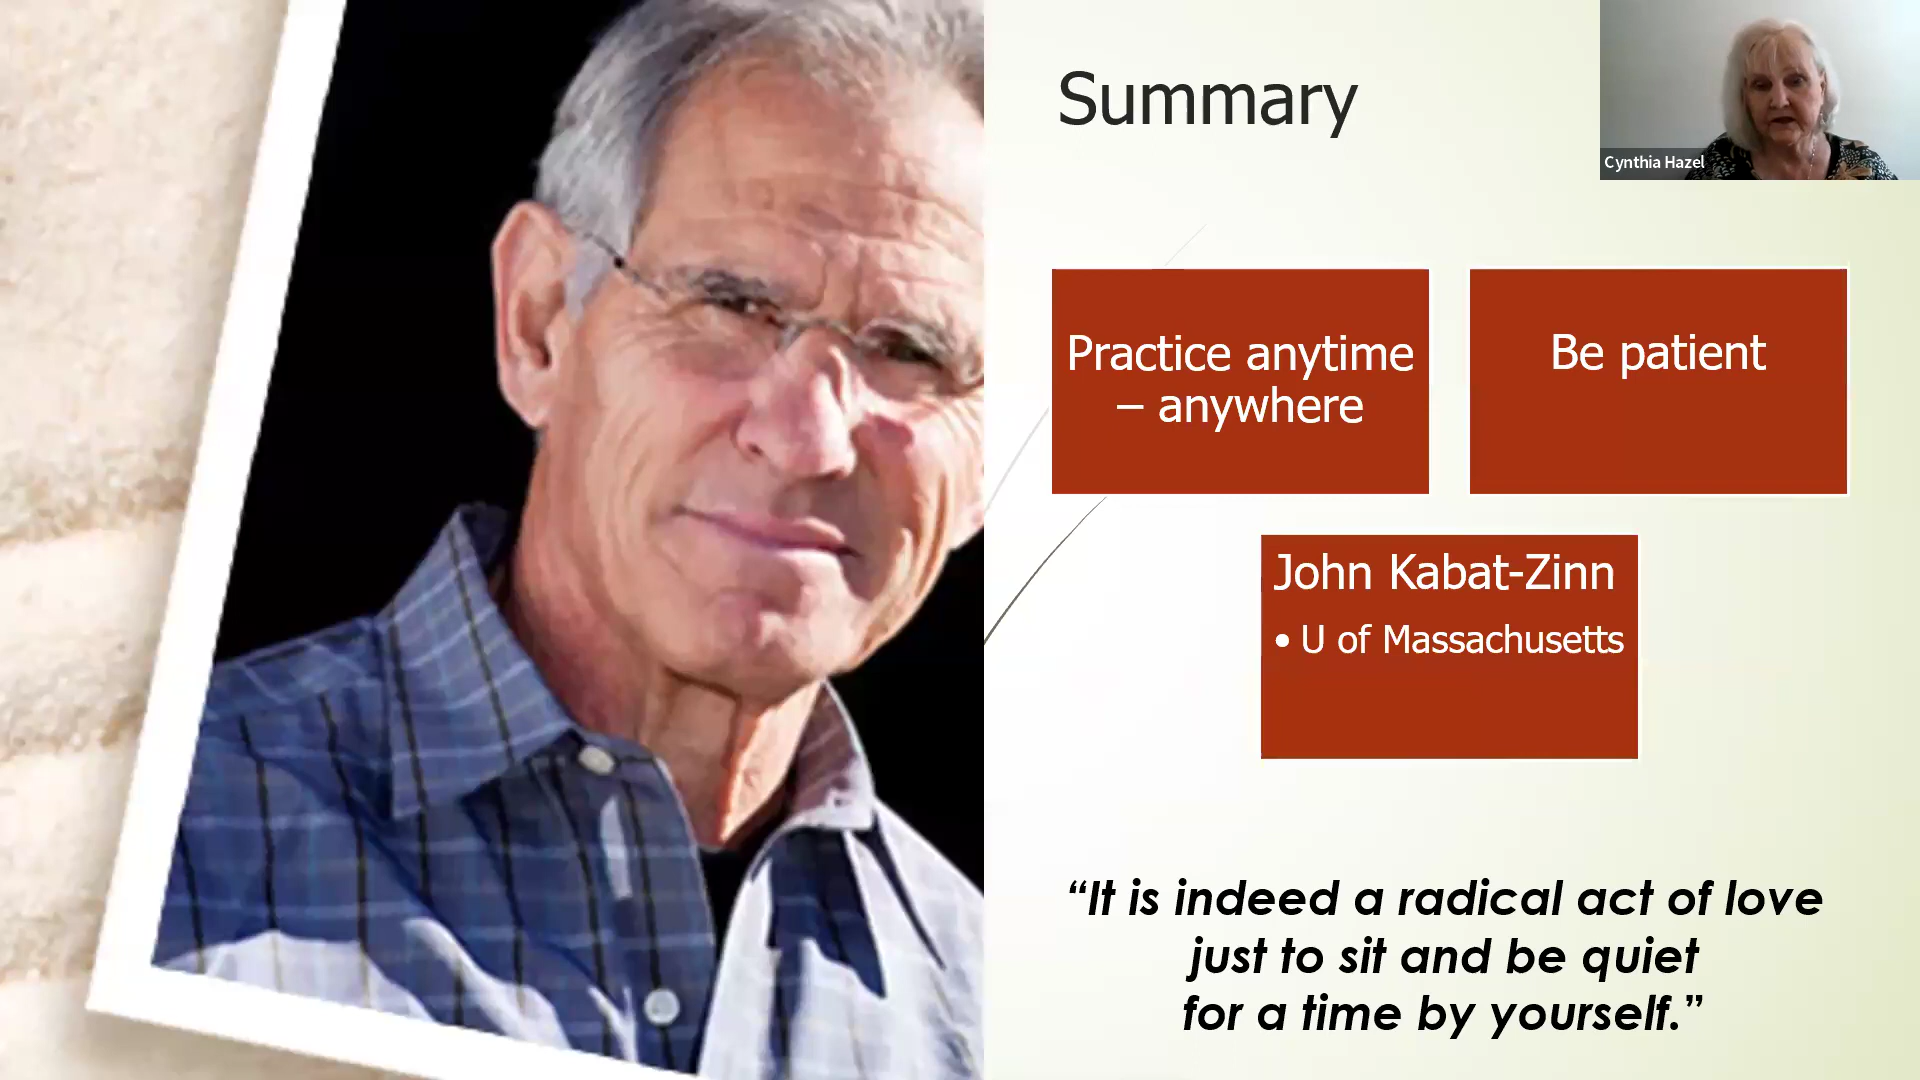 Summary
Cynthia Hazel
Practice anytime
– anywhere
Be patient
John Kabat-Zinn
• U of Massachusetts
“It is indeed a radical act of love
just to sit and be quiet
for a time by yourself.”